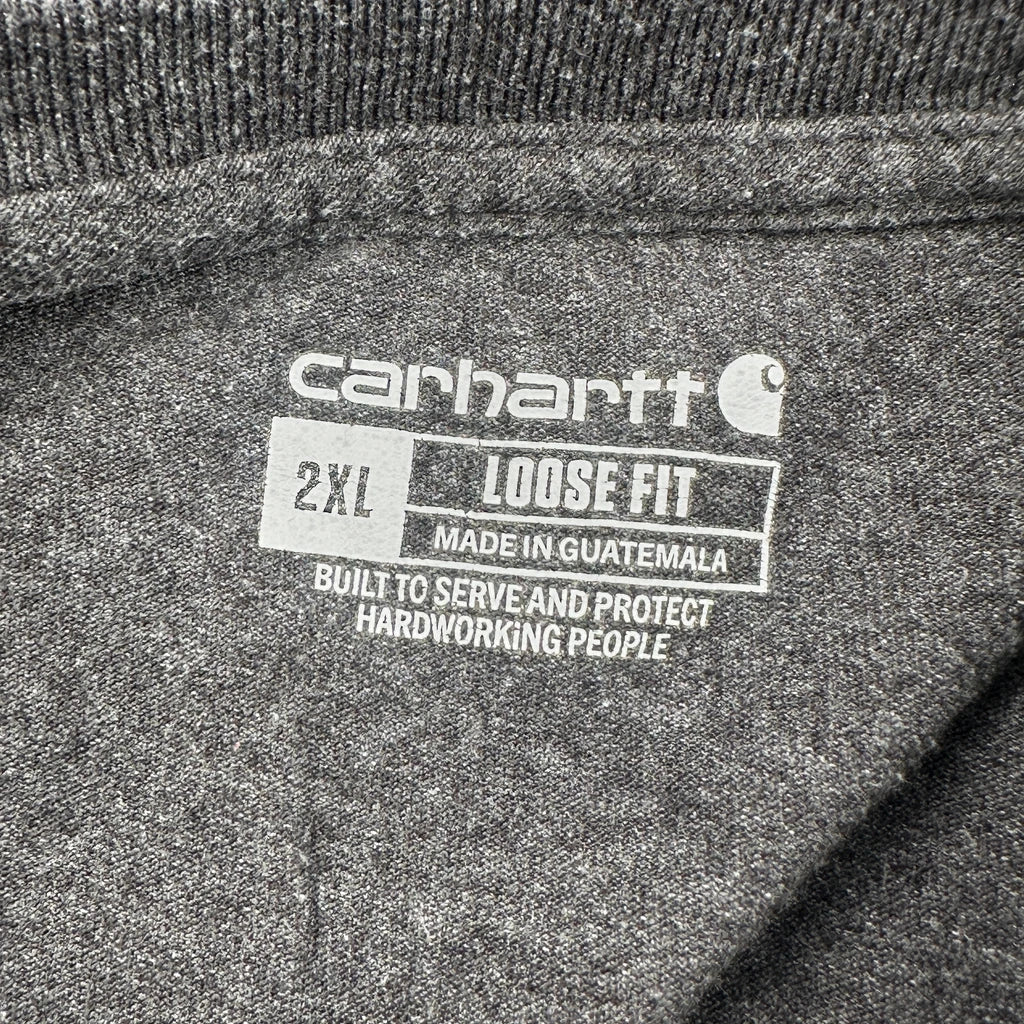 carhartt
2XL
LOOSE FIT
MADE IN GUATEMALA
BUILT TO SERVE AND PROTECT
HARDWORKiNG PEOPLE